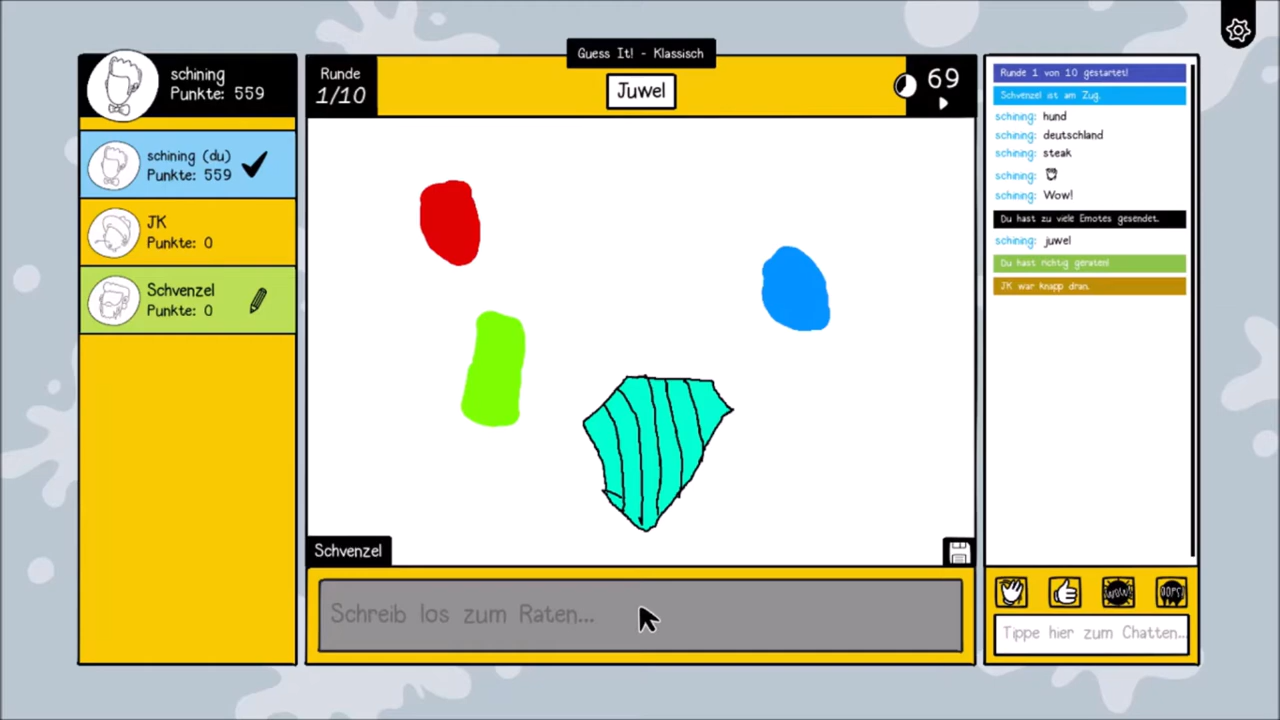 Guess It! - Klassisch
schining
Punkte: 559
schining (du)
Punkte: 559
JK
Punkte: 0
Schvenzel
Punkte: 0
Runde
1/10
Juwel
69
Schvenzel
Schreib los zum Raten...
Runde 1 von 10 gestartet!
Schvenzel ist am Zug.
schining: hund
schining: deutschland
schining: steak
schining:
schining: Wow!
Du hast zu viele Emotes gesendet.
schining: juwel
Du hast richtig geraten!
JK war knapp dran.
WOW!
OOPS!
Tippe hier zum Chatten...